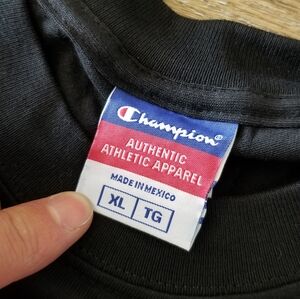 Champion
AUTHENTIC
ATHLETIC APPAREL
MADE IN MEXICO
XL TG